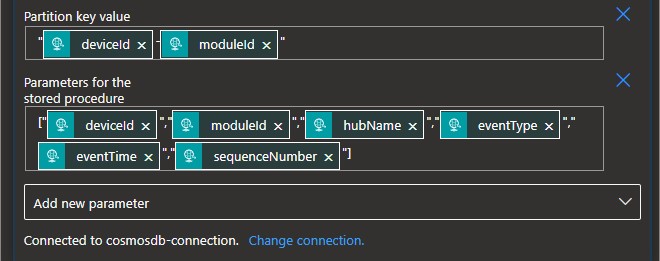 Partition key value
"deviceId × - moduleId × "
Parameters for the
stored procedure
["deviceId ×","moduleId ×","hubName ×","eventType ×","
eventTime ×","sequenceNumber ×"]
Add new parameter
Connected to cosmosdb-connection. Change connection.